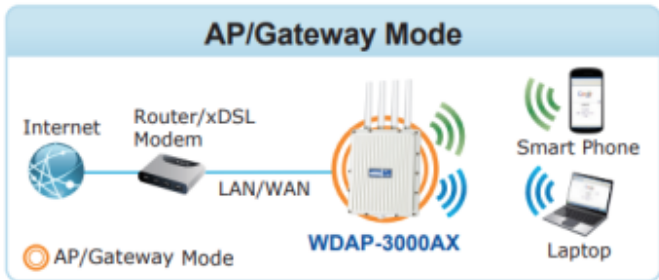 AP/Gateway Mode
Internet
Router/xDSL
Modem
LAN/WAN
WDAP-3000AX
Smart Phone
Laptop
AP/Gateway Mode